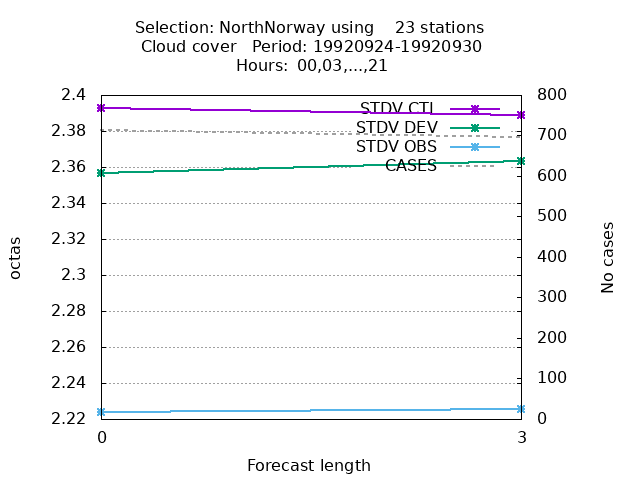 Selection: NorthNorway using    23 stations
Cloud cover   Period: 19920924-19920930
Hours:  00,03,...,21
2.4
2.38
2.36
2.34
2.32
2.3
2.28
2.26
2.24
2.22
800
700
600
500
400
300
200
100
0
STDV CTL
STDV DEV
STDV OBS
CASES
octas
No cases
0
3
Forecast length